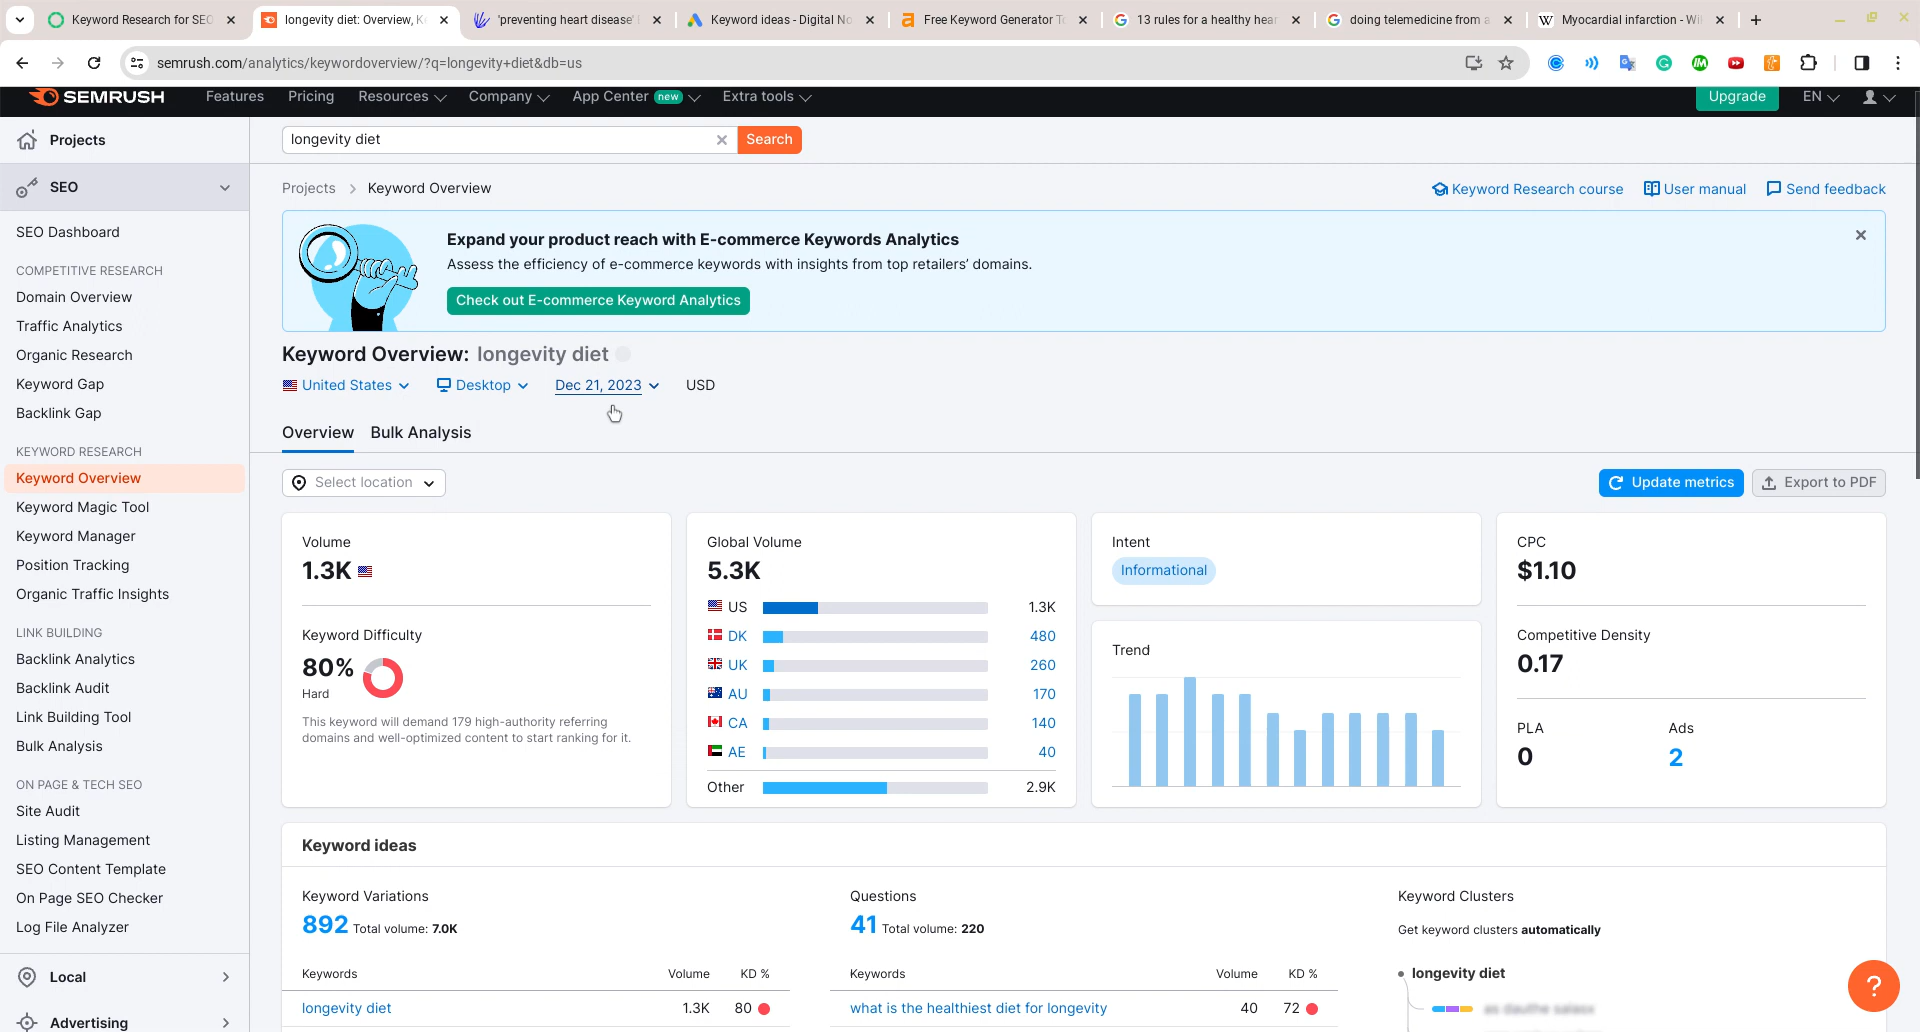 Keyword Research for SEO
longevity diet: Overview, K
'preventing heart disease'
Keyword ideas - Digital No
Free Keyword Generator To
13 rules for a healthy hear
doing telemedicine from a
W Myocardial infarction - Wi
semrush.com/analytics/keywordoverview/?q=longevity+diet&db=us
SEMRUSH
Features
Pricing
Resources
Company
App Center new
Extra tools
Upgrade
EN
Projects
SEO
SEO Dashboard
COMPETITIVE RESEARCH
Domain Overview
Traffic Analytics
Organic Research
Keyword Gap
Backlink Gap
KEYWORD RESEARCH
Keyword Overview
Keyword Magic Tool
Keyword Manager
Position Tracking
Organic Traffic Insights
LINK BUILDING
Backlink Analytics
Backlink Audit
Link Building Tool
Bulk Analysis
ON PAGE & TECH SEO
Site Audit
Listing Management
SEO Content Template
On Page SEO Checker
Log File Analyzer
Local
Advertising
longevity diet
Search
Projects > Keyword Overview
Keyword Research course
User manual
Send feedback
Expand your product reach with E-commerce Keywords Analytics
Assess the efficiency of e-commerce keywords with insights from top retailers' domains.
Check out E-commerce Keyword Analytics
Keyword Overview: longevity diet
United States
Desktop
Dec 21, 2023
USD
Overview
Bulk Analysis
Select location
Update metrics
Export to PDF
Volume
1.3K
Keyword Difficulty
80%
Hard
This keyword will demand 179 high-authority referring
domains and well-optimized content to start ranking for it.
Global Volume
5.3K
US 1.3K
DK 480
UK 260
AU 170
CA 140
AE 40
Other 2.9K
Intent
Informational
Trend
CPC
$1.10
Competitive Density
0.17
PLA
0
Ads
2
Keyword ideas
Keyword Variations
892 Total volume: 7.0K
Keywords Volume KD %
longevity diet 1.3K 80
Questions
41 Total volume: 220
Keywords Volume KD %
what is the healthiest diet for longevity 40 72
Keyword Clusters
Get keyword clusters automatically
longevity diet
?